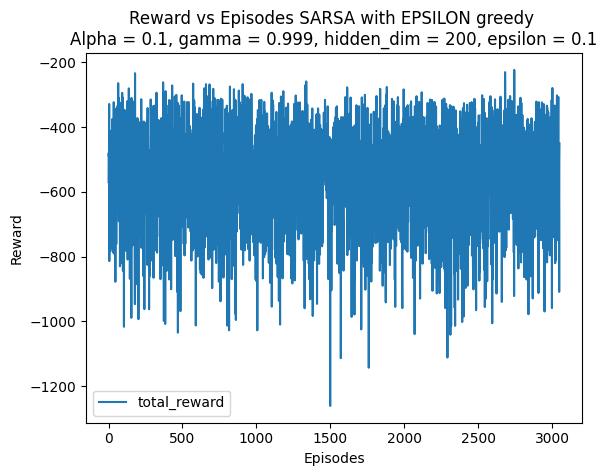 Reward vs Episodes SARSA with EPSILON greedy
Alpha = 0.1, gamma = 0.999, hidden_dim = 200, epsilon = 0.1
Reward
−200
−400
−600
−800
−1000
−1200
total_reward
0 500 1000 1500 2000 2500 3000
Episodes